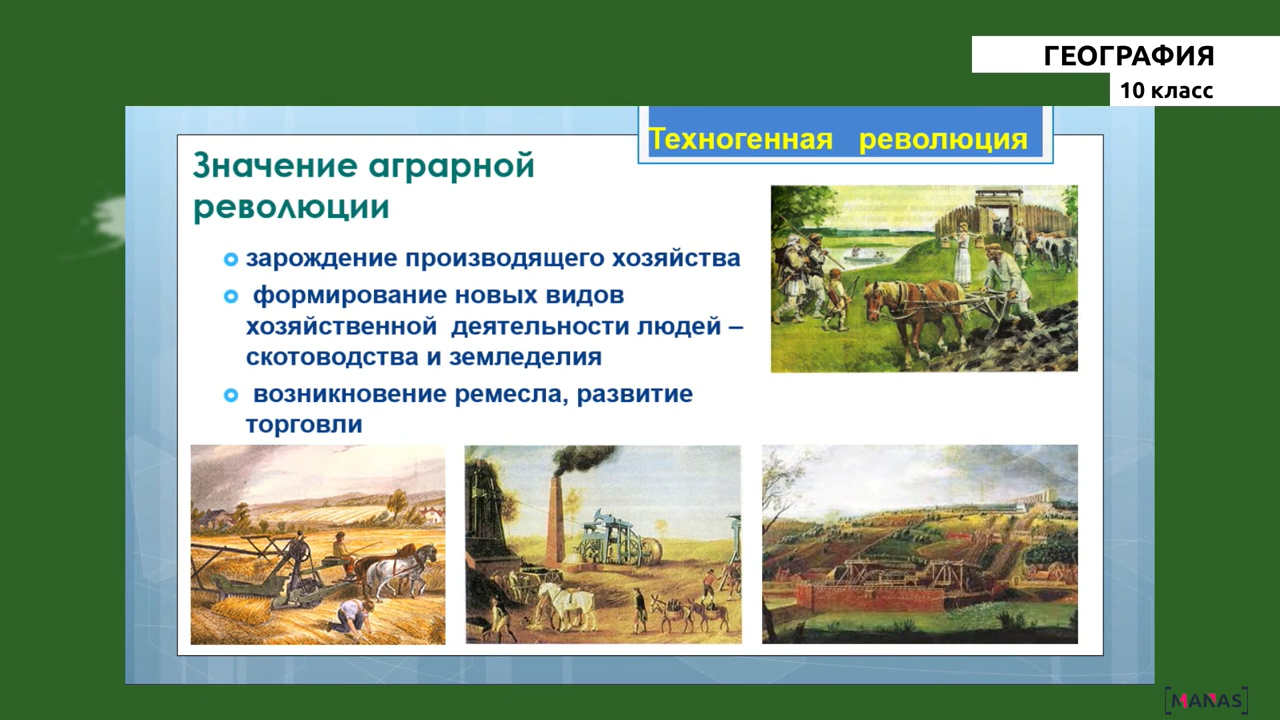 ГЕОГРАФИЯ
10 класс
Техногенная революция
Значение аграрной
революции
зарождение производящего хозяйства
формирование новых видов
хозяйственной деятельности людей –
скотоводства и земледелия
возникновение ремесла, развитие
торговли
[MANAS]